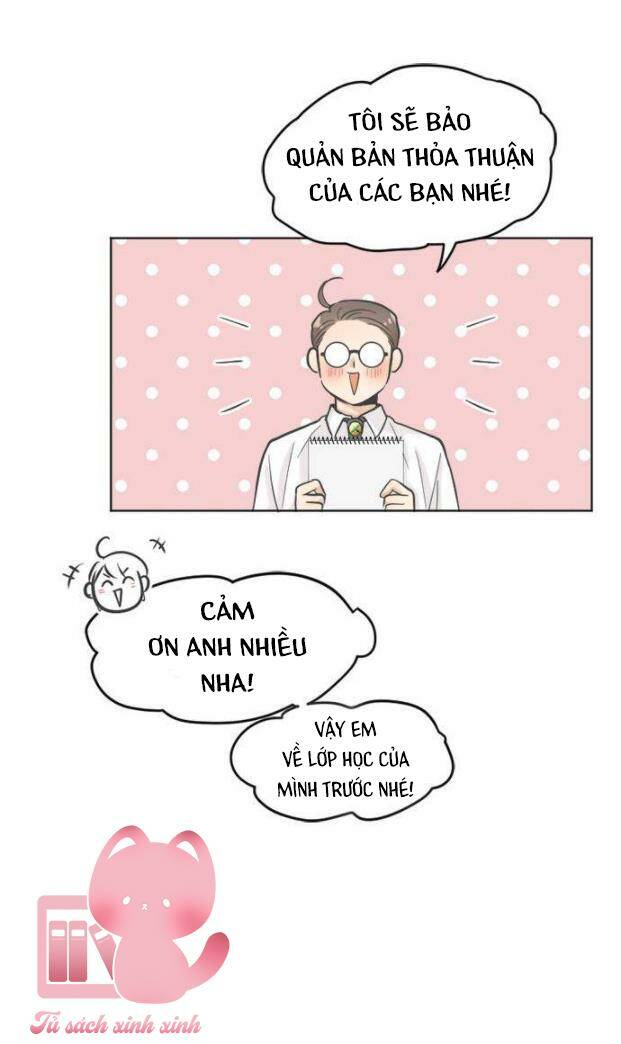 TÔI SẼ BẢO
QUẢN BẢN THỎA THUẬN
CỦA CÁC BẠN NHÉ!
CẢM
ƠN ANH NHIỀU
NHA!
VẬY EM
VỀ LỚP HỌC CỦA
MÌNH TRƯỚC NHÉ!
Tủ sách xinh xinh